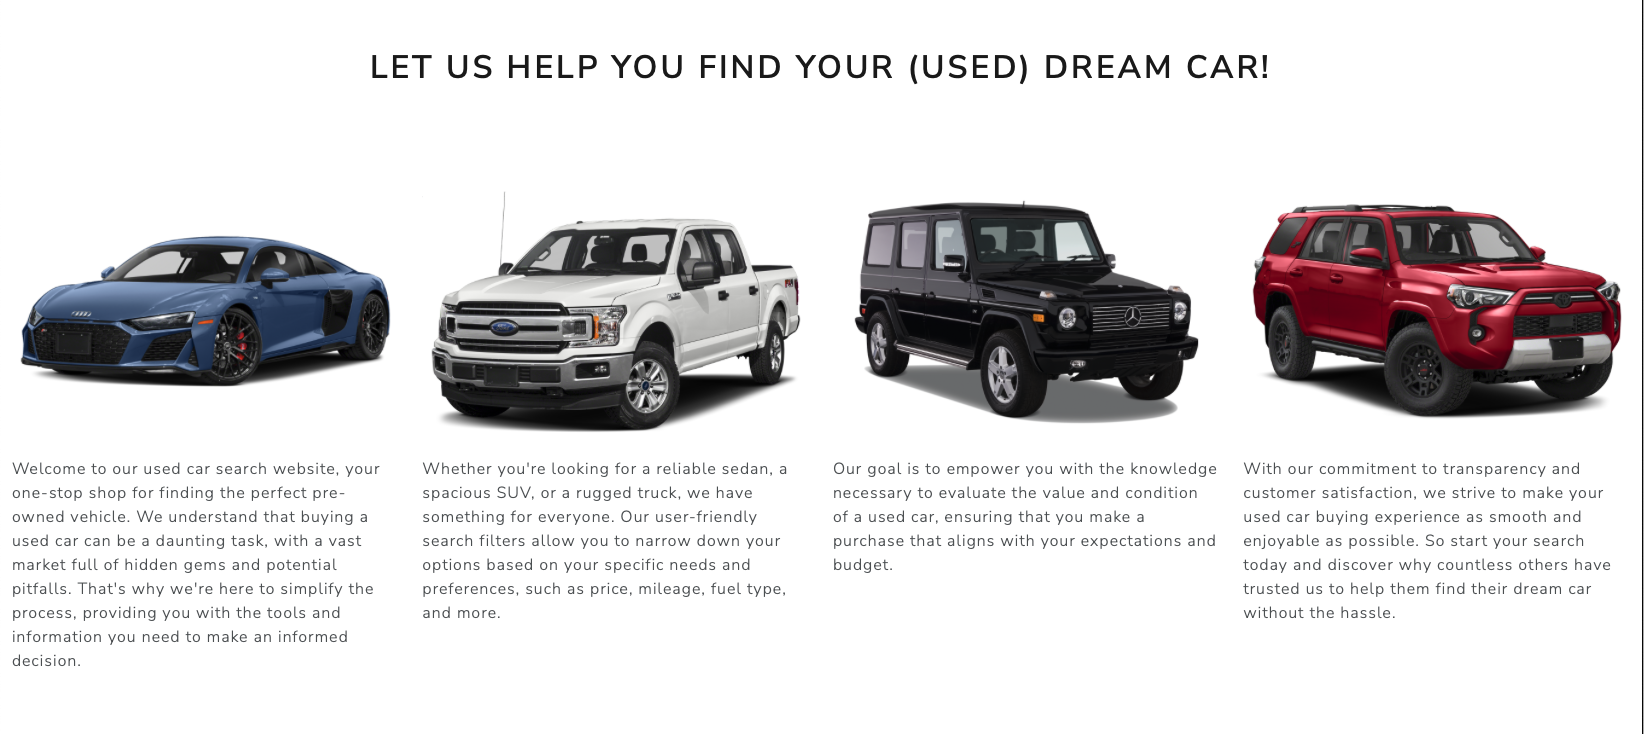 LET US HELP YOU FIND YOUR (USED) DREAM CAR!
Welcome to our used car search website, your
one-stop shop for finding the perfect pre-
owned vehicle. We understand that buying a
used car can be a daunting task, with a vast
market full of hidden gems and potential
pitfalls. That's why we're here to simplify the
process, providing you with the tools and
information you need to make an informed
decision.
Whether you're looking for a reliable sedan, a
spacious SUV, or a rugged truck, we have
something for everyone. Our user-friendly
search filters allow you to narrow down your
options based on your specific needs and
preferences, such as price, mileage, fuel type,
and more.
Our goal is to empower you with the knowledge
necessary to evaluate the value and condition
of a used car, ensuring that you make a
purchase that aligns with your expectations and
budget.
With our commitment to transparency and
customer satisfaction, we strive to make your
used car buying experience as smooth and
enjoyable as possible. So start your search
today and discover why countless others have
trusted us to help them find their dream car
without the hassle.